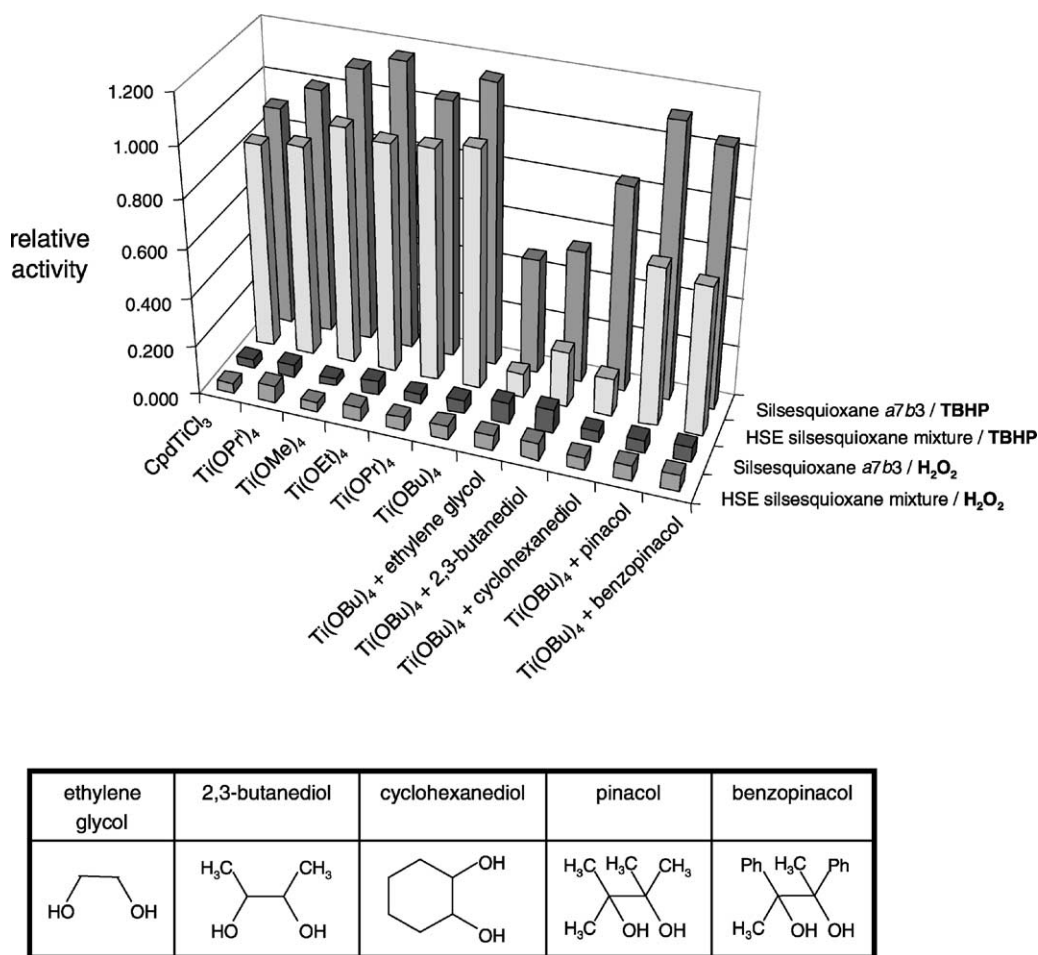 1.200
1.000
0.800
0.600
0.400
0.200
0.000
relative
activity
CpdTiCl₃
Ti(OPrⁱ)₄
Ti(OMe)₄
Ti(OEt)₄
Ti(OPr)₄
Ti(OBu)₄
Ti(OBu)₄ + ethylene glycol
Ti(OBu)₄ + 2,3-butanediol
Ti(OBu)₄ + cyclohexanediol
Ti(OBu)₄ + pinacol
Ti(OBu)₄ + benzopinacol
Silsesquioxane a7b3 / TBHP
HSE silsesquioxane mixture / TBHP
Silsesquioxane a7b3 / H₂O₂
HSE silsesquioxane mixture / H₂O₂
ethylene
glycol
2,3-butanediol
cyclohexanediol
pinacol
benzopinacol
HO
OH
H₃C
CH₃
HO
OH
OH
OH
H₃C
H₃C
CH₃
H₃C
OH
OH
Ph
H₃C
Ph
H₃C
OH
OH